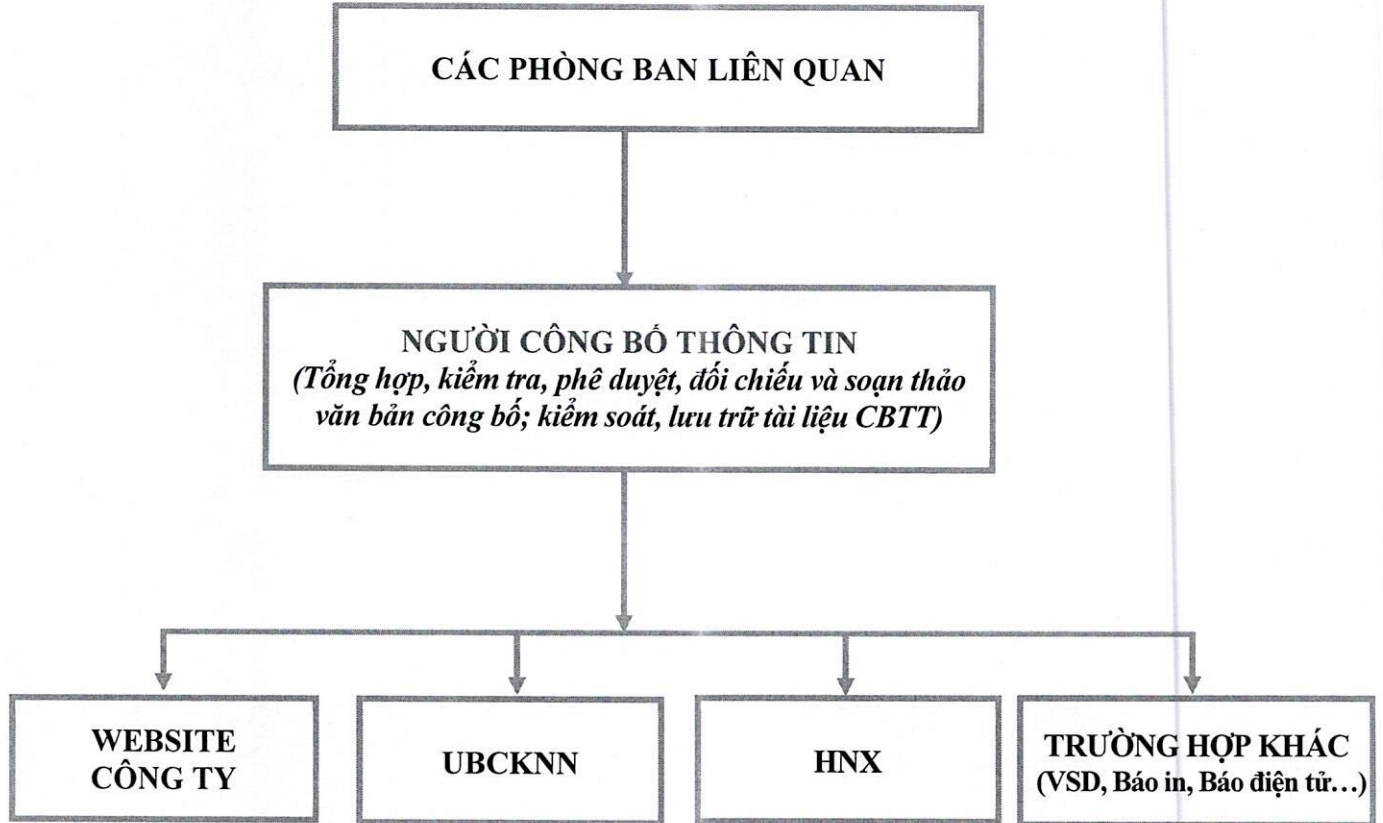 CÁC PHÒNG BAN LIÊN QUAN
NGƯỜI CÔNG BỐ THÔNG TIN
(Tổng hợp, kiểm tra, phê duyệt, đối chiếu và soạn thảo
văn bản công bố; kiểm soát, lưu trữ tài liệu CBTT)
WEBSITE
CÔNG TY
UBCKNN
HNX
TRƯỜNG HỢP KHÁC
(VSD, Báo in, Báo điện tử…)